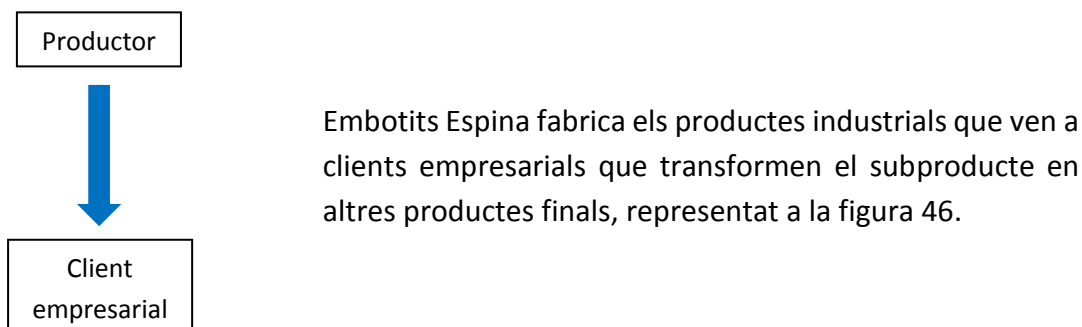 Productor
Embotits Espina fabrica els productes industrials que ven a
clients empresarials que transformen el subproducte en
altres productes finals, representat a la figura 46.
Client
empresarial